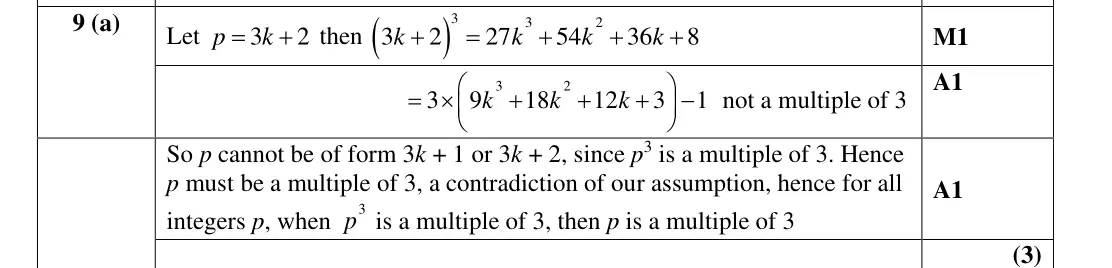 9 (a) Let p = 3k + 2 then (3k + 2)³ = 27k³ + 54k² + 36k + 8 M1
= 3 × (9k³ + 18k² + 12k + 3) − 1 not a multiple of 3 A1
So p cannot be of form 3k + 1 or 3k + 2, since p³ is a multiple of 3. Hence
p must be a multiple of 3, a contradiction of our assumption, hence for all
integers p, when p³ is a multiple of 3, then p is a multiple of 3 A1
(3)